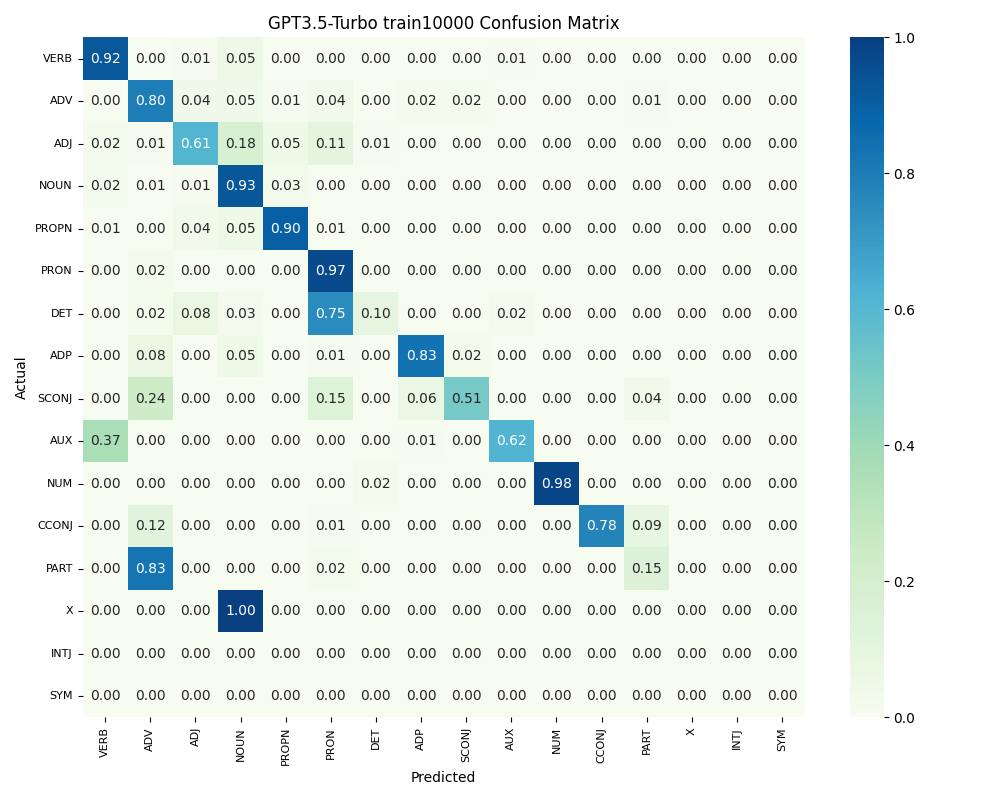 GPT3.5-Turbo train10000 Confusion Matrix
VERB 0.92 0.00 0.01 0.05 0.00 0.00 0.00 0.00 0.00 0.01 0.00 0.00 0.00 0.00 0.00 0.00
ADV 0.00 0.80 0.04 0.05 0.01 0.04 0.00 0.02 0.02 0.00 0.00 0.00 0.01 0.00 0.00 0.00
ADJ 0.02 0.01 0.61 0.18 0.05 0.11 0.01 0.00 0.00 0.00 0.00 0.00 0.00 0.00 0.00 0.00
NOUN 0.02 0.01 0.01 0.93 0.03 0.00 0.00 0.00 0.00 0.00 0.00 0.00 0.00 0.00 0.00 0.00
PROPN 0.01 0.00 0.04 0.05 0.90 0.01 0.00 0.00 0.00 0.00 0.00 0.00 0.00 0.00 0.00 0.00
PRON 0.00 0.02 0.00 0.00 0.00 0.97 0.00 0.00 0.00 0.00 0.00 0.00 0.00 0.00 0.00 0.00
DET 0.00 0.02 0.08 0.03 0.00 0.75 0.10 0.00 0.00 0.02 0.00 0.00 0.00 0.00 0.00 0.00
ADP 0.00 0.08 0.00 0.05 0.00 0.01 0.00 0.83 0.02 0.00 0.00 0.00 0.00 0.00 0.00 0.00
SCONJ 0.00 0.24 0.00 0.00 0.00 0.15 0.00 0.06 0.51 0.00 0.00 0.00 0.04 0.00 0.00 0.00
AUX 0.37 0.00 0.00 0.00 0.00 0.00 0.00 0.01 0.00 0.62 0.00 0.00 0.00 0.00 0.00 0.00
NUM 0.00 0.00 0.00 0.00 0.00 0.00 0.02 0.00 0.00 0.00 0.98 0.00 0.00 0.00 0.00 0.00
CCONJ 0.00 0.12 0.00 0.00 0.00 0.01 0.00 0.00 0.00 0.00 0.00 0.78 0.09 0.00 0.00 0.00
PART 0.00 0.83 0.00 0.00 0.00 0.02 0.00 0.00 0.00 0.00 0.00 0.00 0.15 0.00 0.00 0.00
X 0.00 0.00 0.00 1.00 0.00 0.00 0.00 0.00 0.00 0.00 0.00 0.00 0.00 0.00 0.00 0.00
INTJ 0.00 0.00 0.00 0.00 0.00 0.00 0.00 0.00 0.00 0.00 0.00 0.00 0.00 0.00 0.00 0.00
SYM 0.00 0.00 0.00 0.00 0.00 0.00 0.00 0.00 0.00 0.00 0.00 0.00 0.00 0.00 0.00 0.00
VERB ADV ADJ NOUN PROPN PRON DET ADP SCONJ AUX NUM CCONJ PART X INTJ SYM
Predicted
Actual
1.0
0.8
0.6
0.4
0.2
0.0